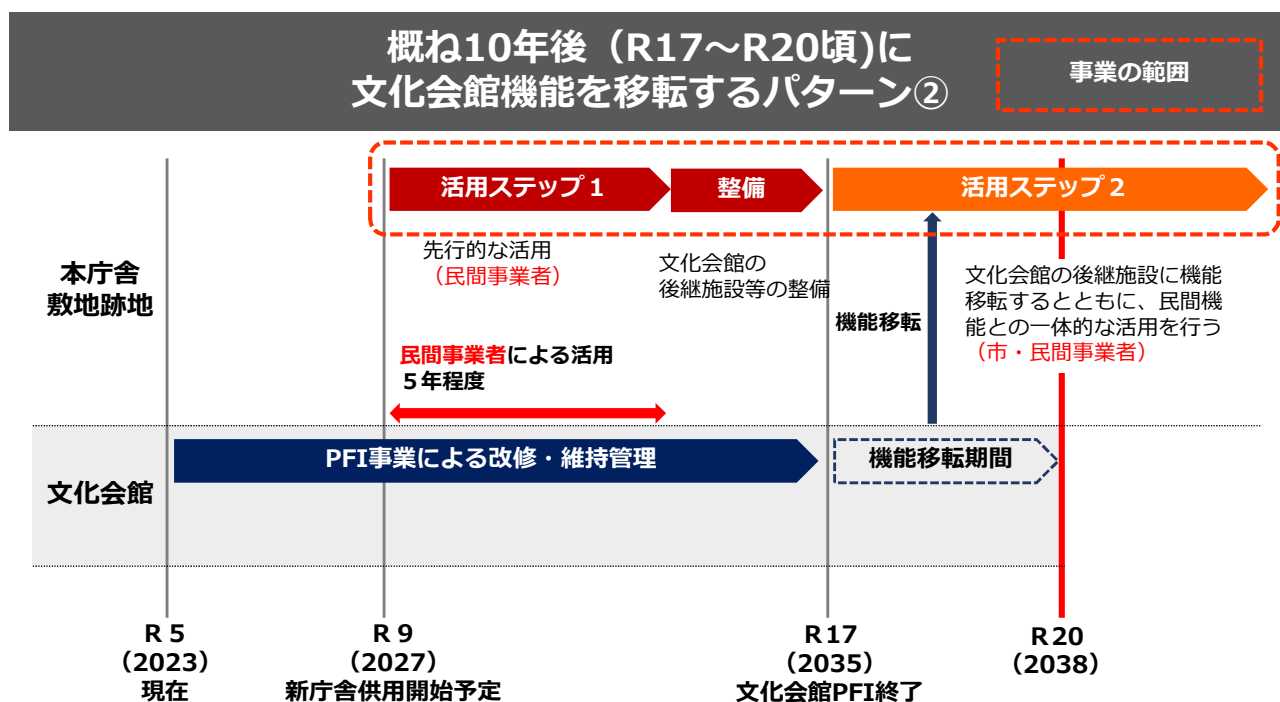 概ね10年後（R17～R20頃)に
文化会館機能を移転するパターン②
事業の範囲
活用ステップ１
整備
活用ステップ２
本庁舎
敷地跡地
先行的な活用
（民間事業者）
文化会館の
後継施設等の整備
機能移転
文化会館の後継施設に機能
移転するとともに、民間機
能との一体的な活用を行う
（市・民間事業者）
民間事業者による活用
５年程度
文化会館
PFI事業による改修・維持管理
機能移転期間
R５
（2023）
現在
R９
（2027）
新庁舎供用開始予定
R17
（2035）
文化会館PFI終了
R20
（2038）